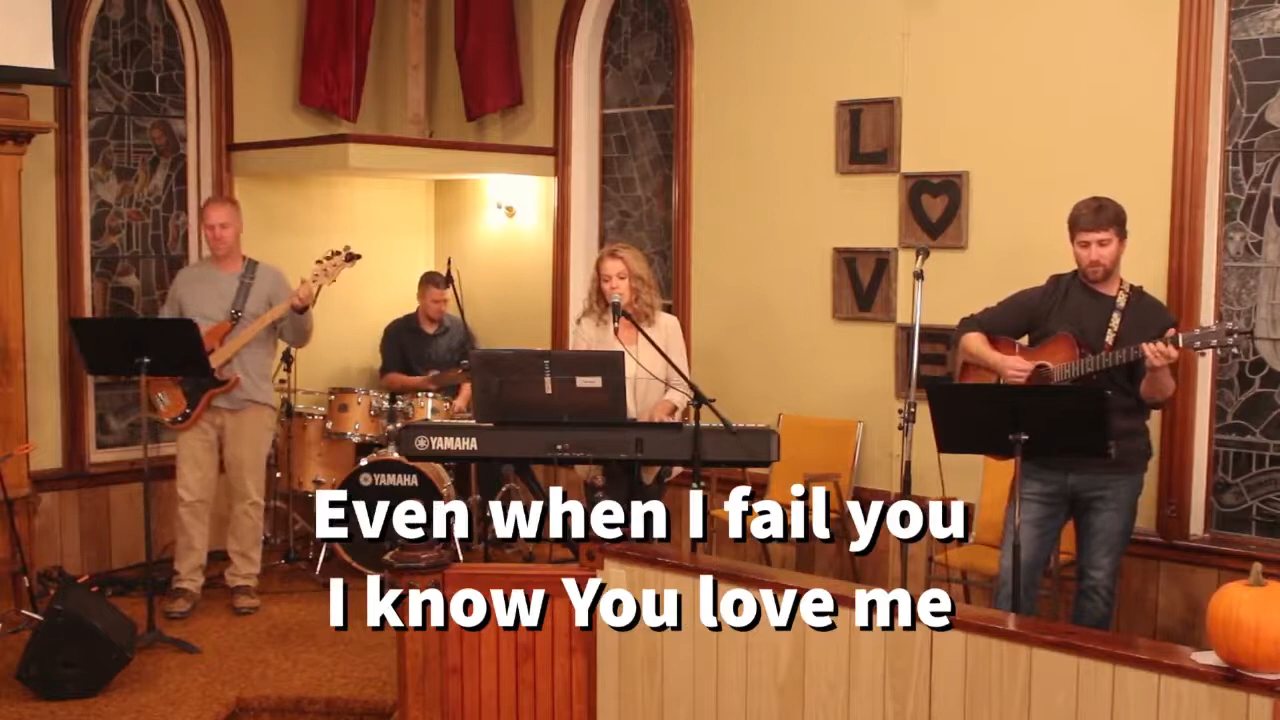 L
V
E
YAMAHA
YAMAHA
Even when I fail you
I know You love me